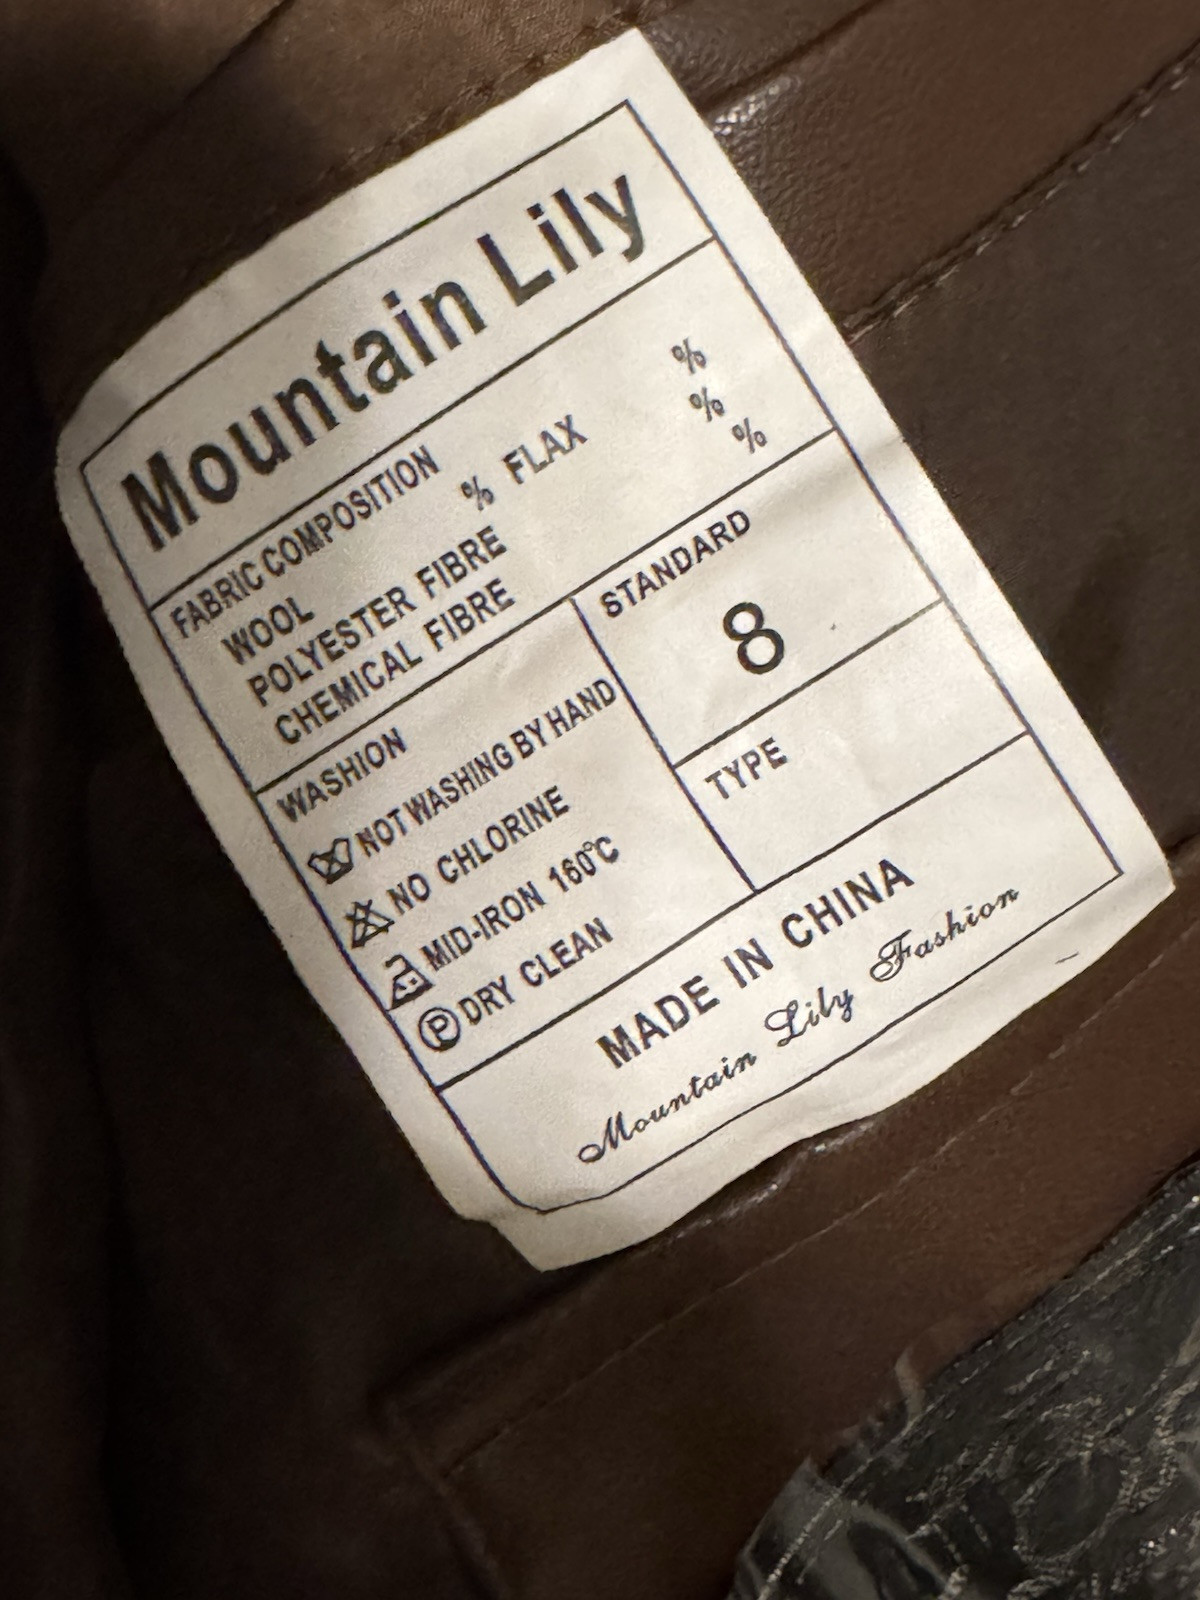 Mountain Lily
FABRIC COMPOSITION
WOOL % FLAX %
POLYESTER FIBRE %
CHEMICAL FIBRE %
WASHION
NOT WASHING BY HAND
NO CHLORINE
MID-IRON 160℃
P DRY CLEAN
STANDARD
8
TYPE
MADE IN CHINA
Mountain Lily Fashion